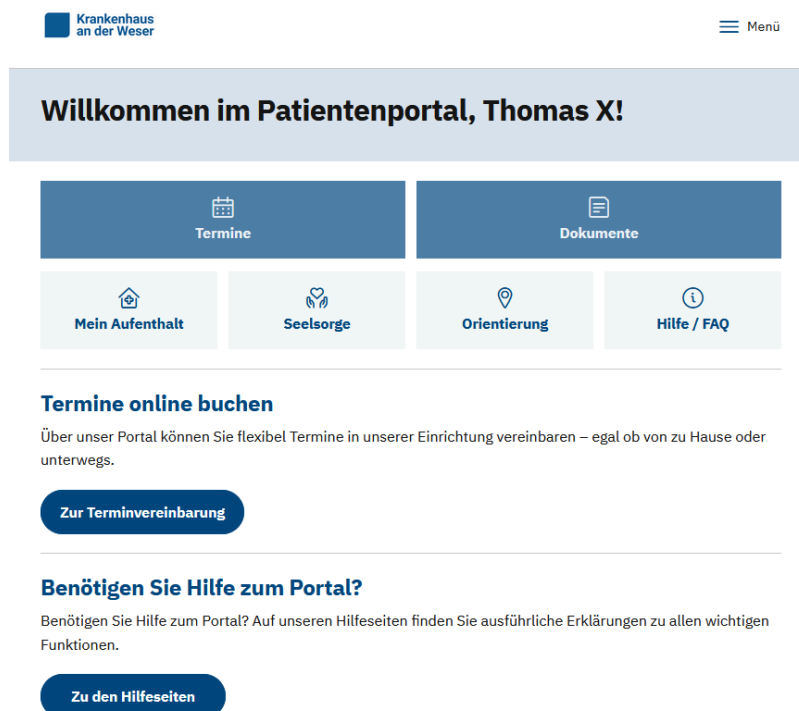 Krankenhaus
an der Weser
Menü
Willkommen im Patientenportal, Thomas X!
Termine
Dokumente
Mein Aufenthalt
Seelsorge
Orientierung
Hilfe / FAQ
Termine online buchen
Über unser Portal können Sie flexibel Termine in unserer Einrichtung vereinbaren – egal ob von zu Hause oder
unterwegs.
Zur Terminvereinbarung
Benötigen Sie Hilfe zum Portal?
Benötigen Sie Hilfe zum Portal? Auf unseren Hilfeseiten finden Sie ausführliche Erklärungen zu allen wichtigen
Funktionen.
Zu den Hilfeseiten